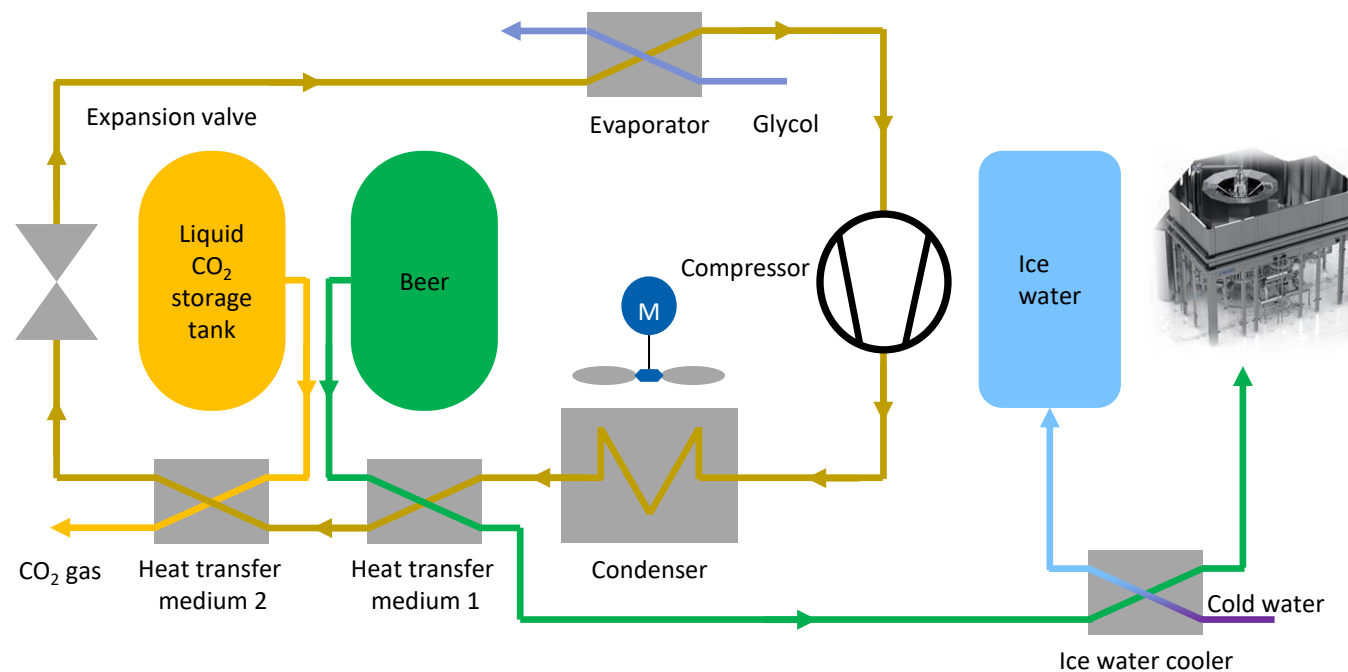 Evaporator
Glycol
Expansion valve
Liquid
CO₂
storage
tank
Beer
Compressor
M
Ice
water
CO₂ gas
Heat transfer
medium 2
Heat transfer
medium 1
Condenser
Cold water
Ice water cooler